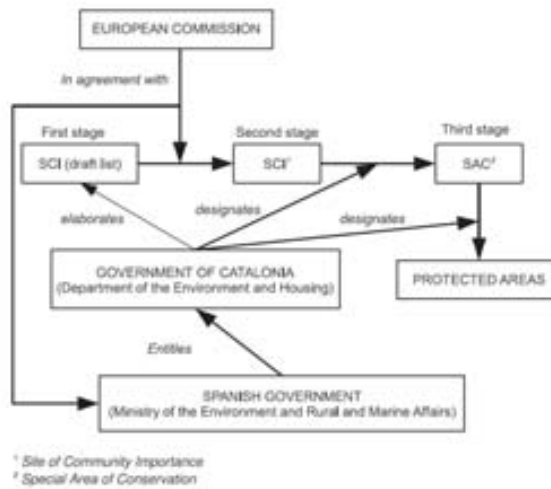 EUROPEAN COMMISSION
In agreement with
First stage
Second stage
Third stage
SCI (draft list)
SCI¹
SAC²
elaborates
designates
designates
GOVERNMENT OF CATALONIA
(Department of the Environment and Housing)
PROTECTED AREAS
Entitles
SPANISH GOVERNMENT
(Ministry of the Environment and Rural and Marine Affairs)
¹ Site of Community Importance
² Special Area of Conservation